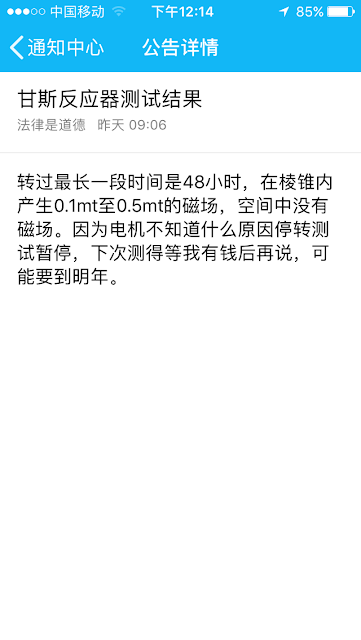 中国移动 下午12:14 85%
通知中心 公告详情
甘斯反应器测试结果
法律是道德 昨天 09:06
转过最长一段时间是48小时，在棱锥内
产生0.1mt至0.5mt的磁场，空间中没有
磁场。因为电机不知道什么原因停转测
试暂停，下次测得等我有钱后再说，可
能要到明年。